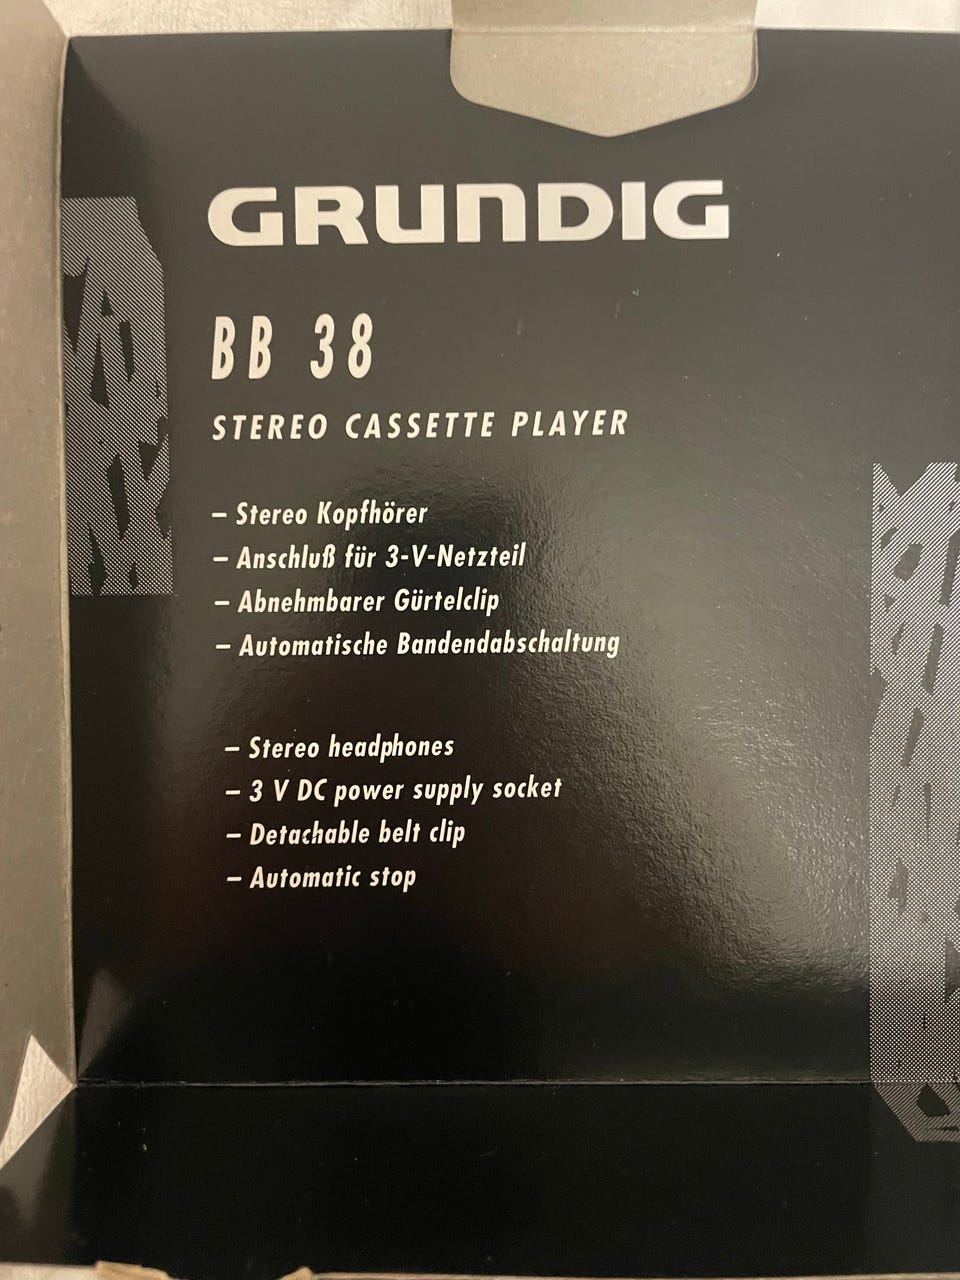 GRUNDIG
BB 38
STEREO CASSETTE PLAYER
– Stereo Kopfhörer
– Anschluß für 3-V-Netzteil
– Abnehmbarer Gürtelclip
– Automatische Bandendabschaltung
– Stereo headphones
– 3 V DC power supply socket
– Detachable belt clip
– Automatic stop